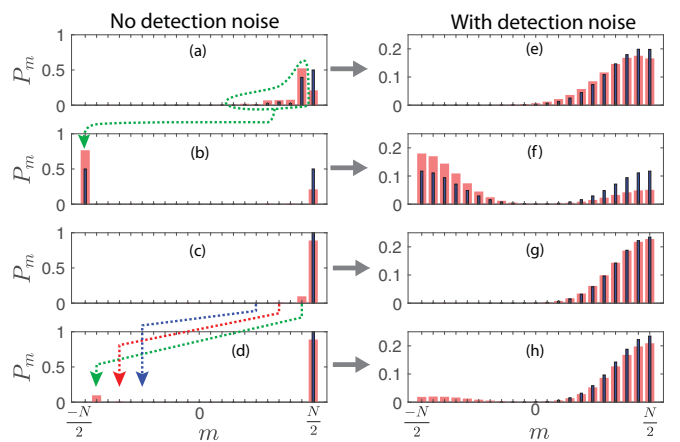 No detection noise With detection noise
(a) (e)
P_m 1 0.5 0 0.2 0.1 0
(b) (f)
P_m 1 0.5 0 0.2 0.1 0
(c) (g)
P_m 1 0.5 0 0.2 0.1 0
(d) (h)
P_m 1 0.5 0 0.2 0.1 0
-N/2 0 N/2 -N/2 0 N/2
m m